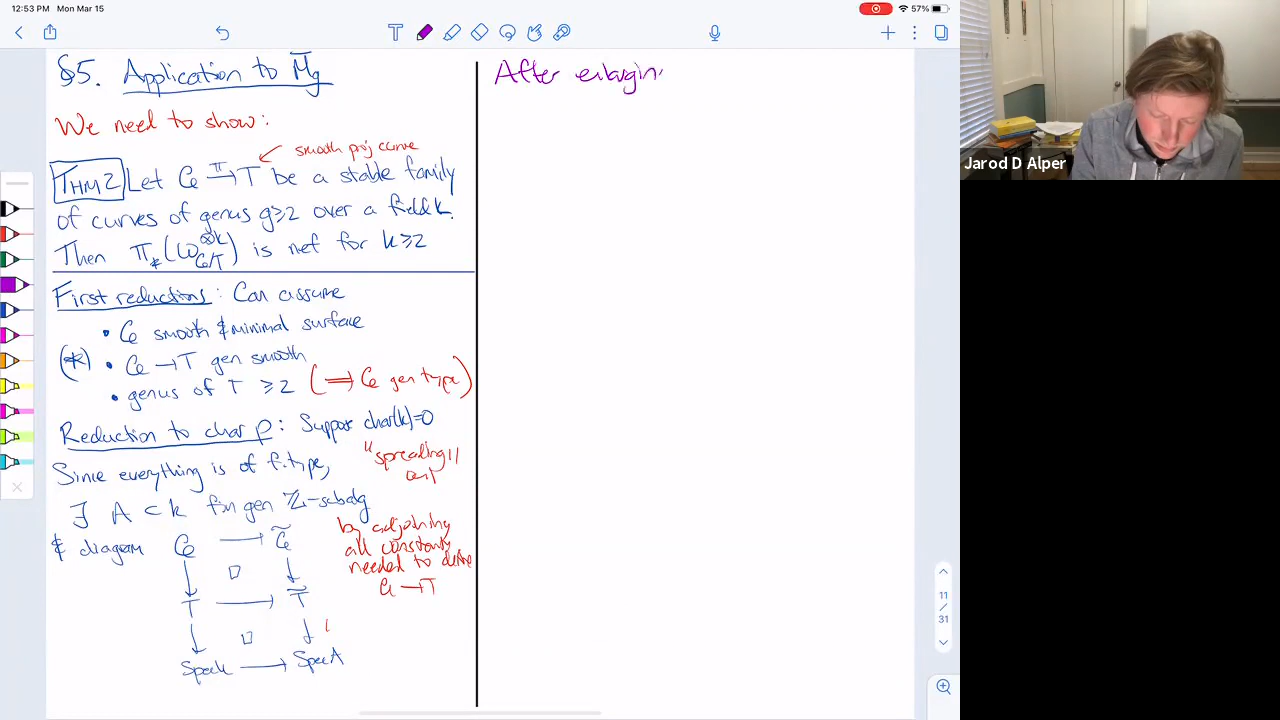 12:53 PM Mon Mar 15
57%
§5. Application to M̄g
We need to show:
smooth proj curve
THM 2 Let C π→ T be a stable family
of curves of genus g≥2 over a field k.
Then π_*(ω_{C/T}^{⊗k}) is nef for k≥2
First reductions: Can assume
• C smooth & minimal surface
(*) • C → T gen smooth
• genus of T ≥2 (⟹ C gen type)
Reduction to char p: Suppose char(k)=0
Since everything is of f.type,
"spreading out"
∃ A ⊂ k fin gen ℤ-subalg
& diagram C → C̃
by adjoining
all constants
needed to define
C → T
T → T̃
Spec k → Spec A
After enlargin
Jarod D Alper
11
/
31